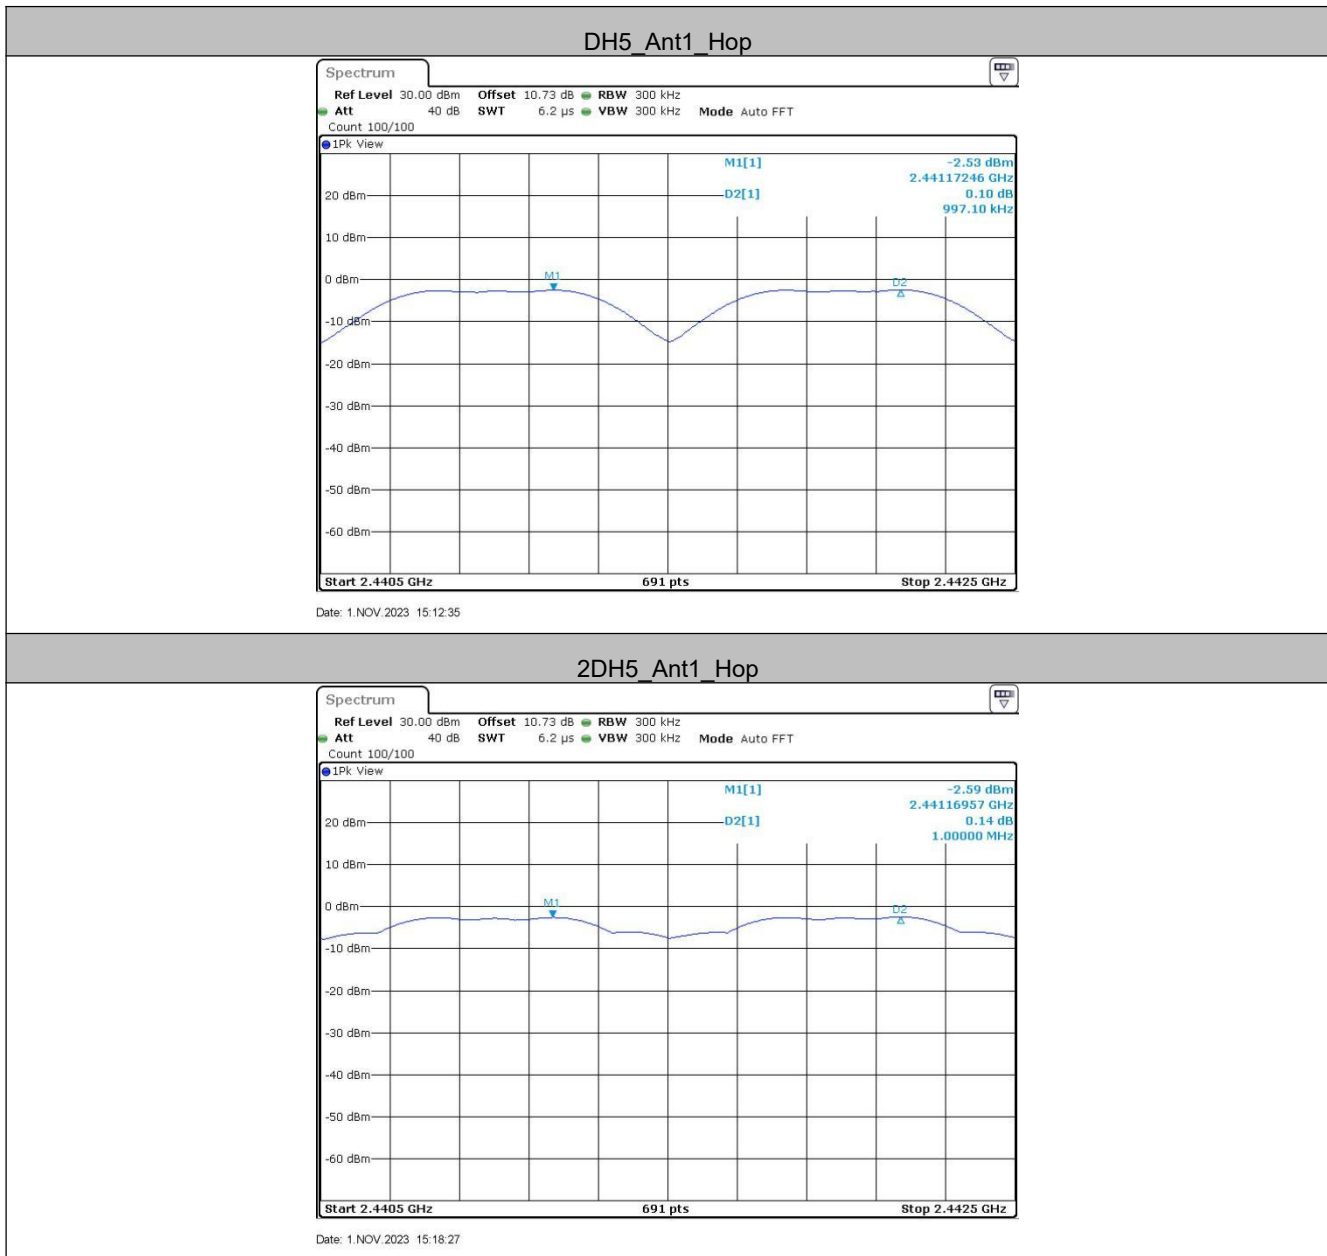 DH5_Ant1_Hop
Spectrum
Ref Level 30.00 dBm Offset 10.73 dB RBW 300 kHz
Att 40 dB SWT 6.2 µs VBW 300 kHz Mode Auto FFT
Count 100/100
1Pk View
M1[1] -2.53 dBm
2.44117246 GHz
20 dBm D2[1] 0.10 dB
997.10 kHz
10 dBm
0 dBm M1 D2
-10 dBm
-20 dBm
-30 dBm
-40 dBm
-50 dBm
-60 dBm
Start 2.4405 GHz 691 pts Stop 2.4425 GHz
Date: 1.NOV.2023 15:12:35
2DH5_Ant1_Hop
Spectrum
Ref Level 30.00 dBm Offset 10.73 dB RBW 300 kHz
Att 40 dB SWT 6.2 µs VBW 300 kHz Mode Auto FFT
Count 100/100
1Pk View
M1[1] -2.59 dBm
2.44116957 GHz
20 dBm D2[1] 0.14 dB
1.00000 MHz
10 dBm
0 dBm M1 D2
-10 dBm
-20 dBm
-30 dBm
-40 dBm
-50 dBm
-60 dBm
Start 2.4405 GHz 691 pts Stop 2.4425 GHz
Date: 1.NOV.2023 15:18:27